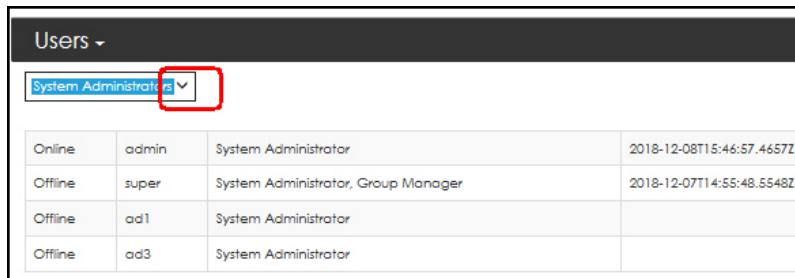 Users
System Administrators
Online admin System Administrator 2018-12-08T15:46:57.4657Z
Offline super System Administrator, Group Manager 2018-12-07T14:55:48.5548Z
Offline ad1 System Administrator
Offline ad3 System Administrator